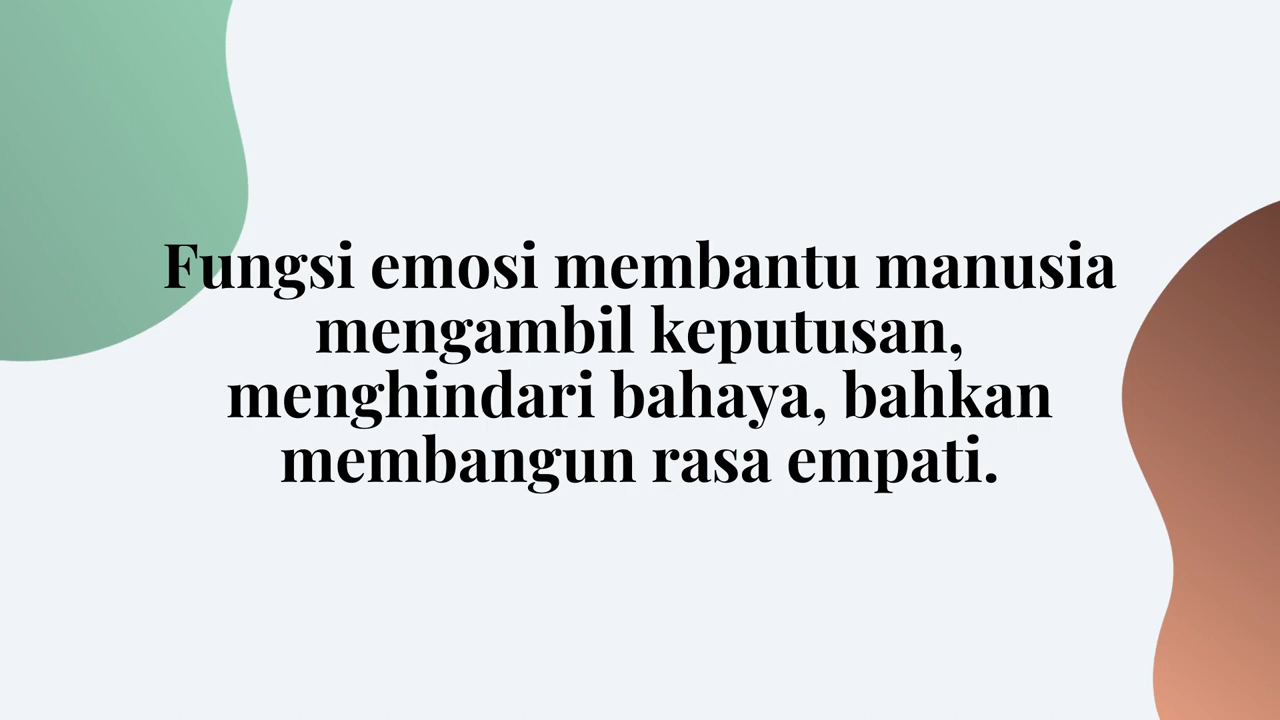 Fungsi emosi membantu manusia
mengambil keputusan,
menghindari bahaya, bahkan
membangun rasa empati.